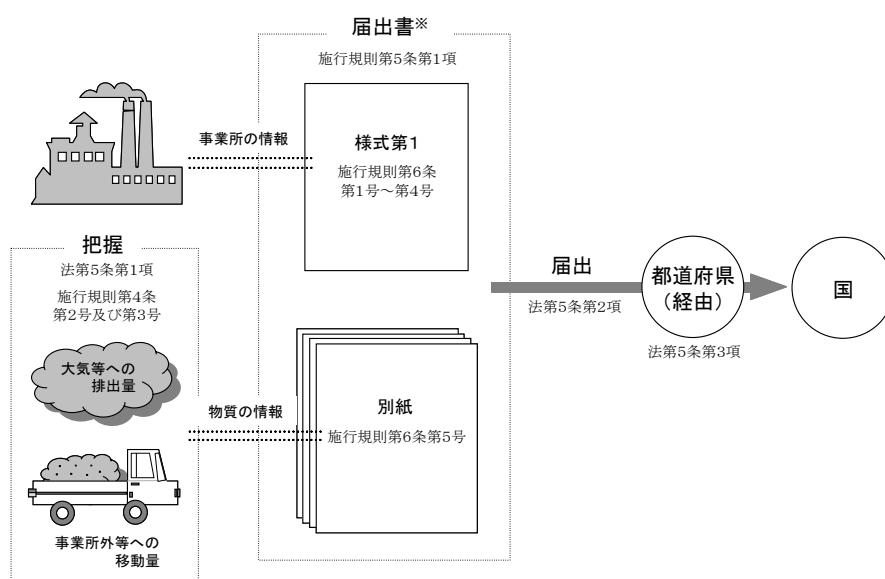 届出書※
施行規則第5条第1項
事業所の情報
様式第1
施行規則第6条
第1号～第4号
把握
法第5条第1項
施行規則第4条
第2号及び第3号
大気等への
排出量
事業所外等への
移動量
物質の情報
別紙
施行規則第6条第5号
届出
法第5条第2項
都道府県
（経由）
法第5条第3項
国